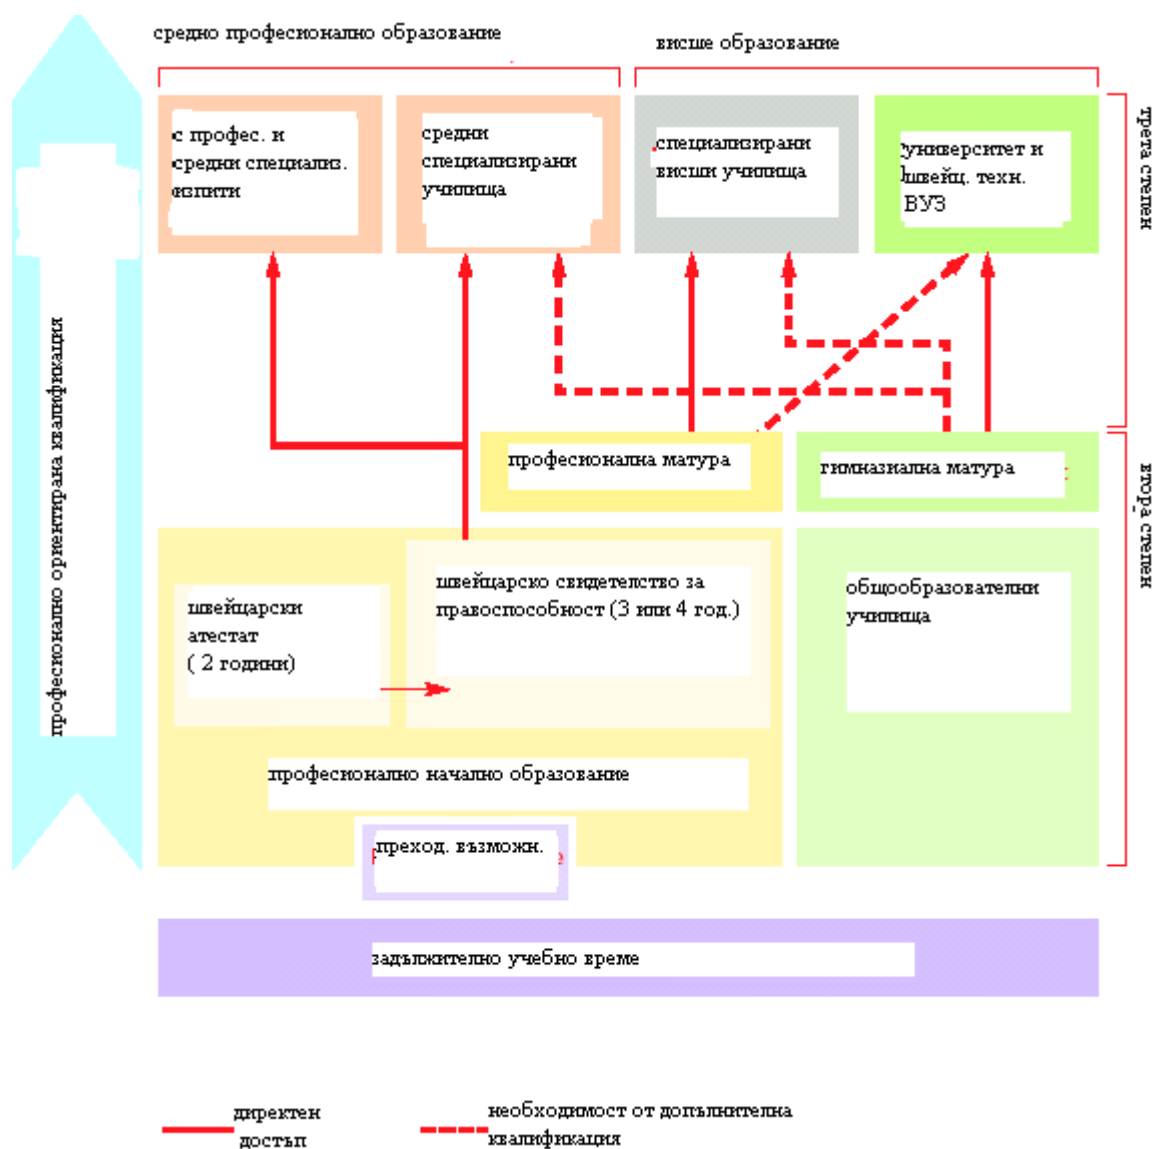 средно професионално образование
висше образование
с профес. и
средни специализ.
изпити
средни
специализирани
училища
специализирани
висши училища
университет и
швейц. техн.
ВУЗ
трета степен
професионално ориентирана квалификация
професионална матура
гимназиална матура
втора степен
швейцарски
атестат
( 2 години)
швейцарско свидетелство за
правоспособност (3 или 4 год.)
общообразователни
училища
професионално начално образование
преход. възможн.
задължително учебно време
директен
достъп
необходимост от допълнителна
квалификация